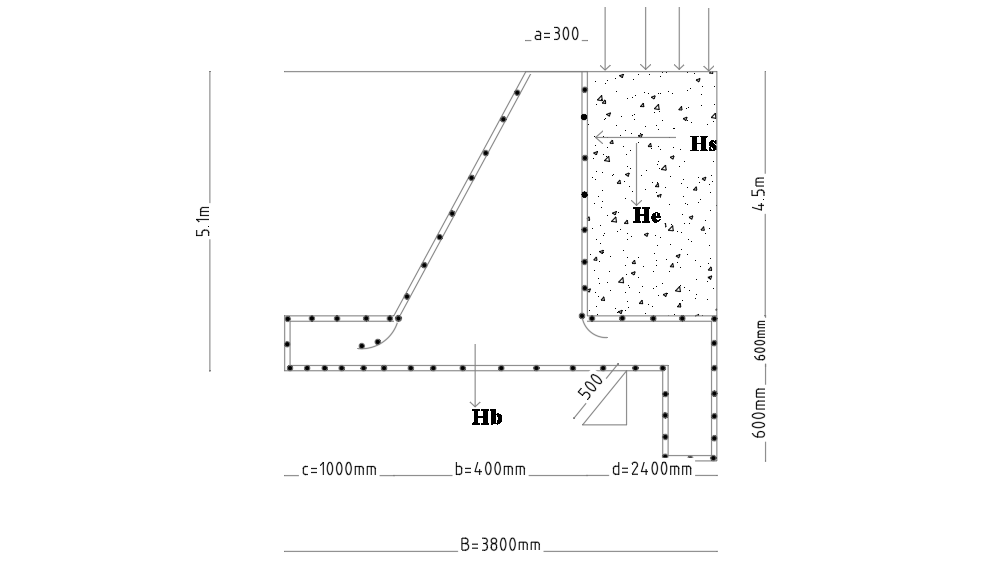 a=300
Hs
4.5m
5.1m
He
600mm
500
600mm
Hb
c=1000mm
b=400mm
d=2400mm
B=3800mm